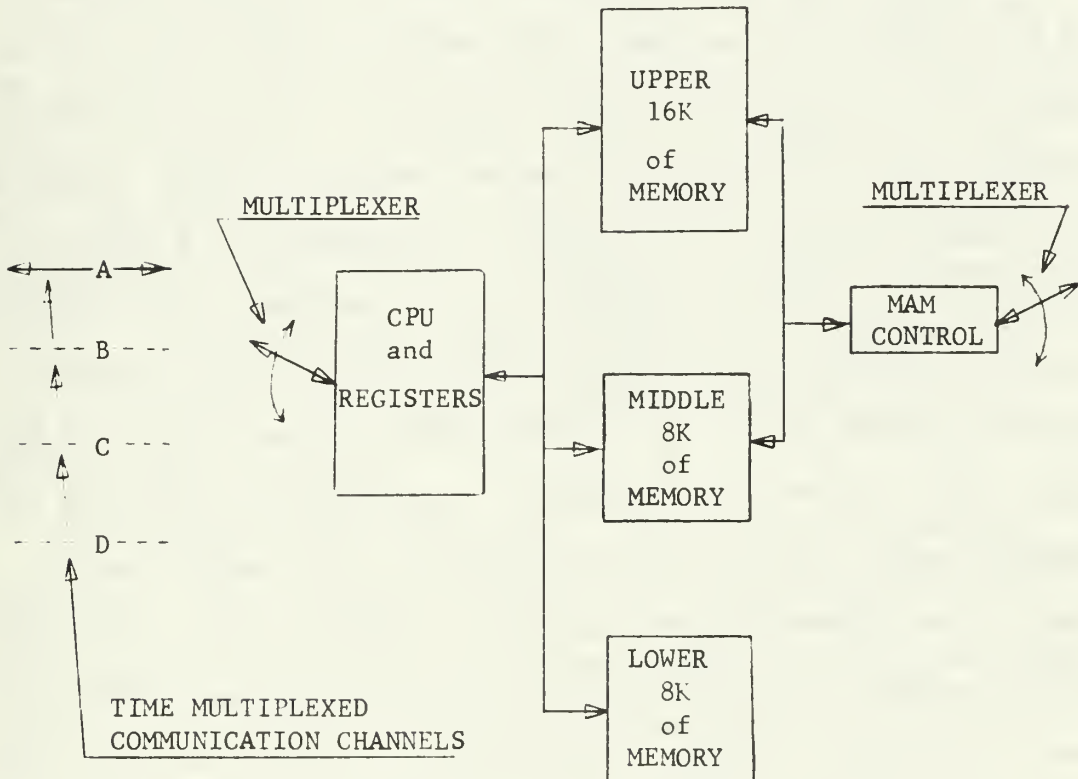 UPPER
16K
of
MEMORY
MULTIPLEXER
MULTIPLEXER
A
CPU
and
REGISTERS
MAM
CONTROL
B
MIDDLE
8K
of
MEMORY
C
D
LOWER
8K
of
MEMORY
TIME MULTIPLEXED
COMMUNICATION CHANNELS